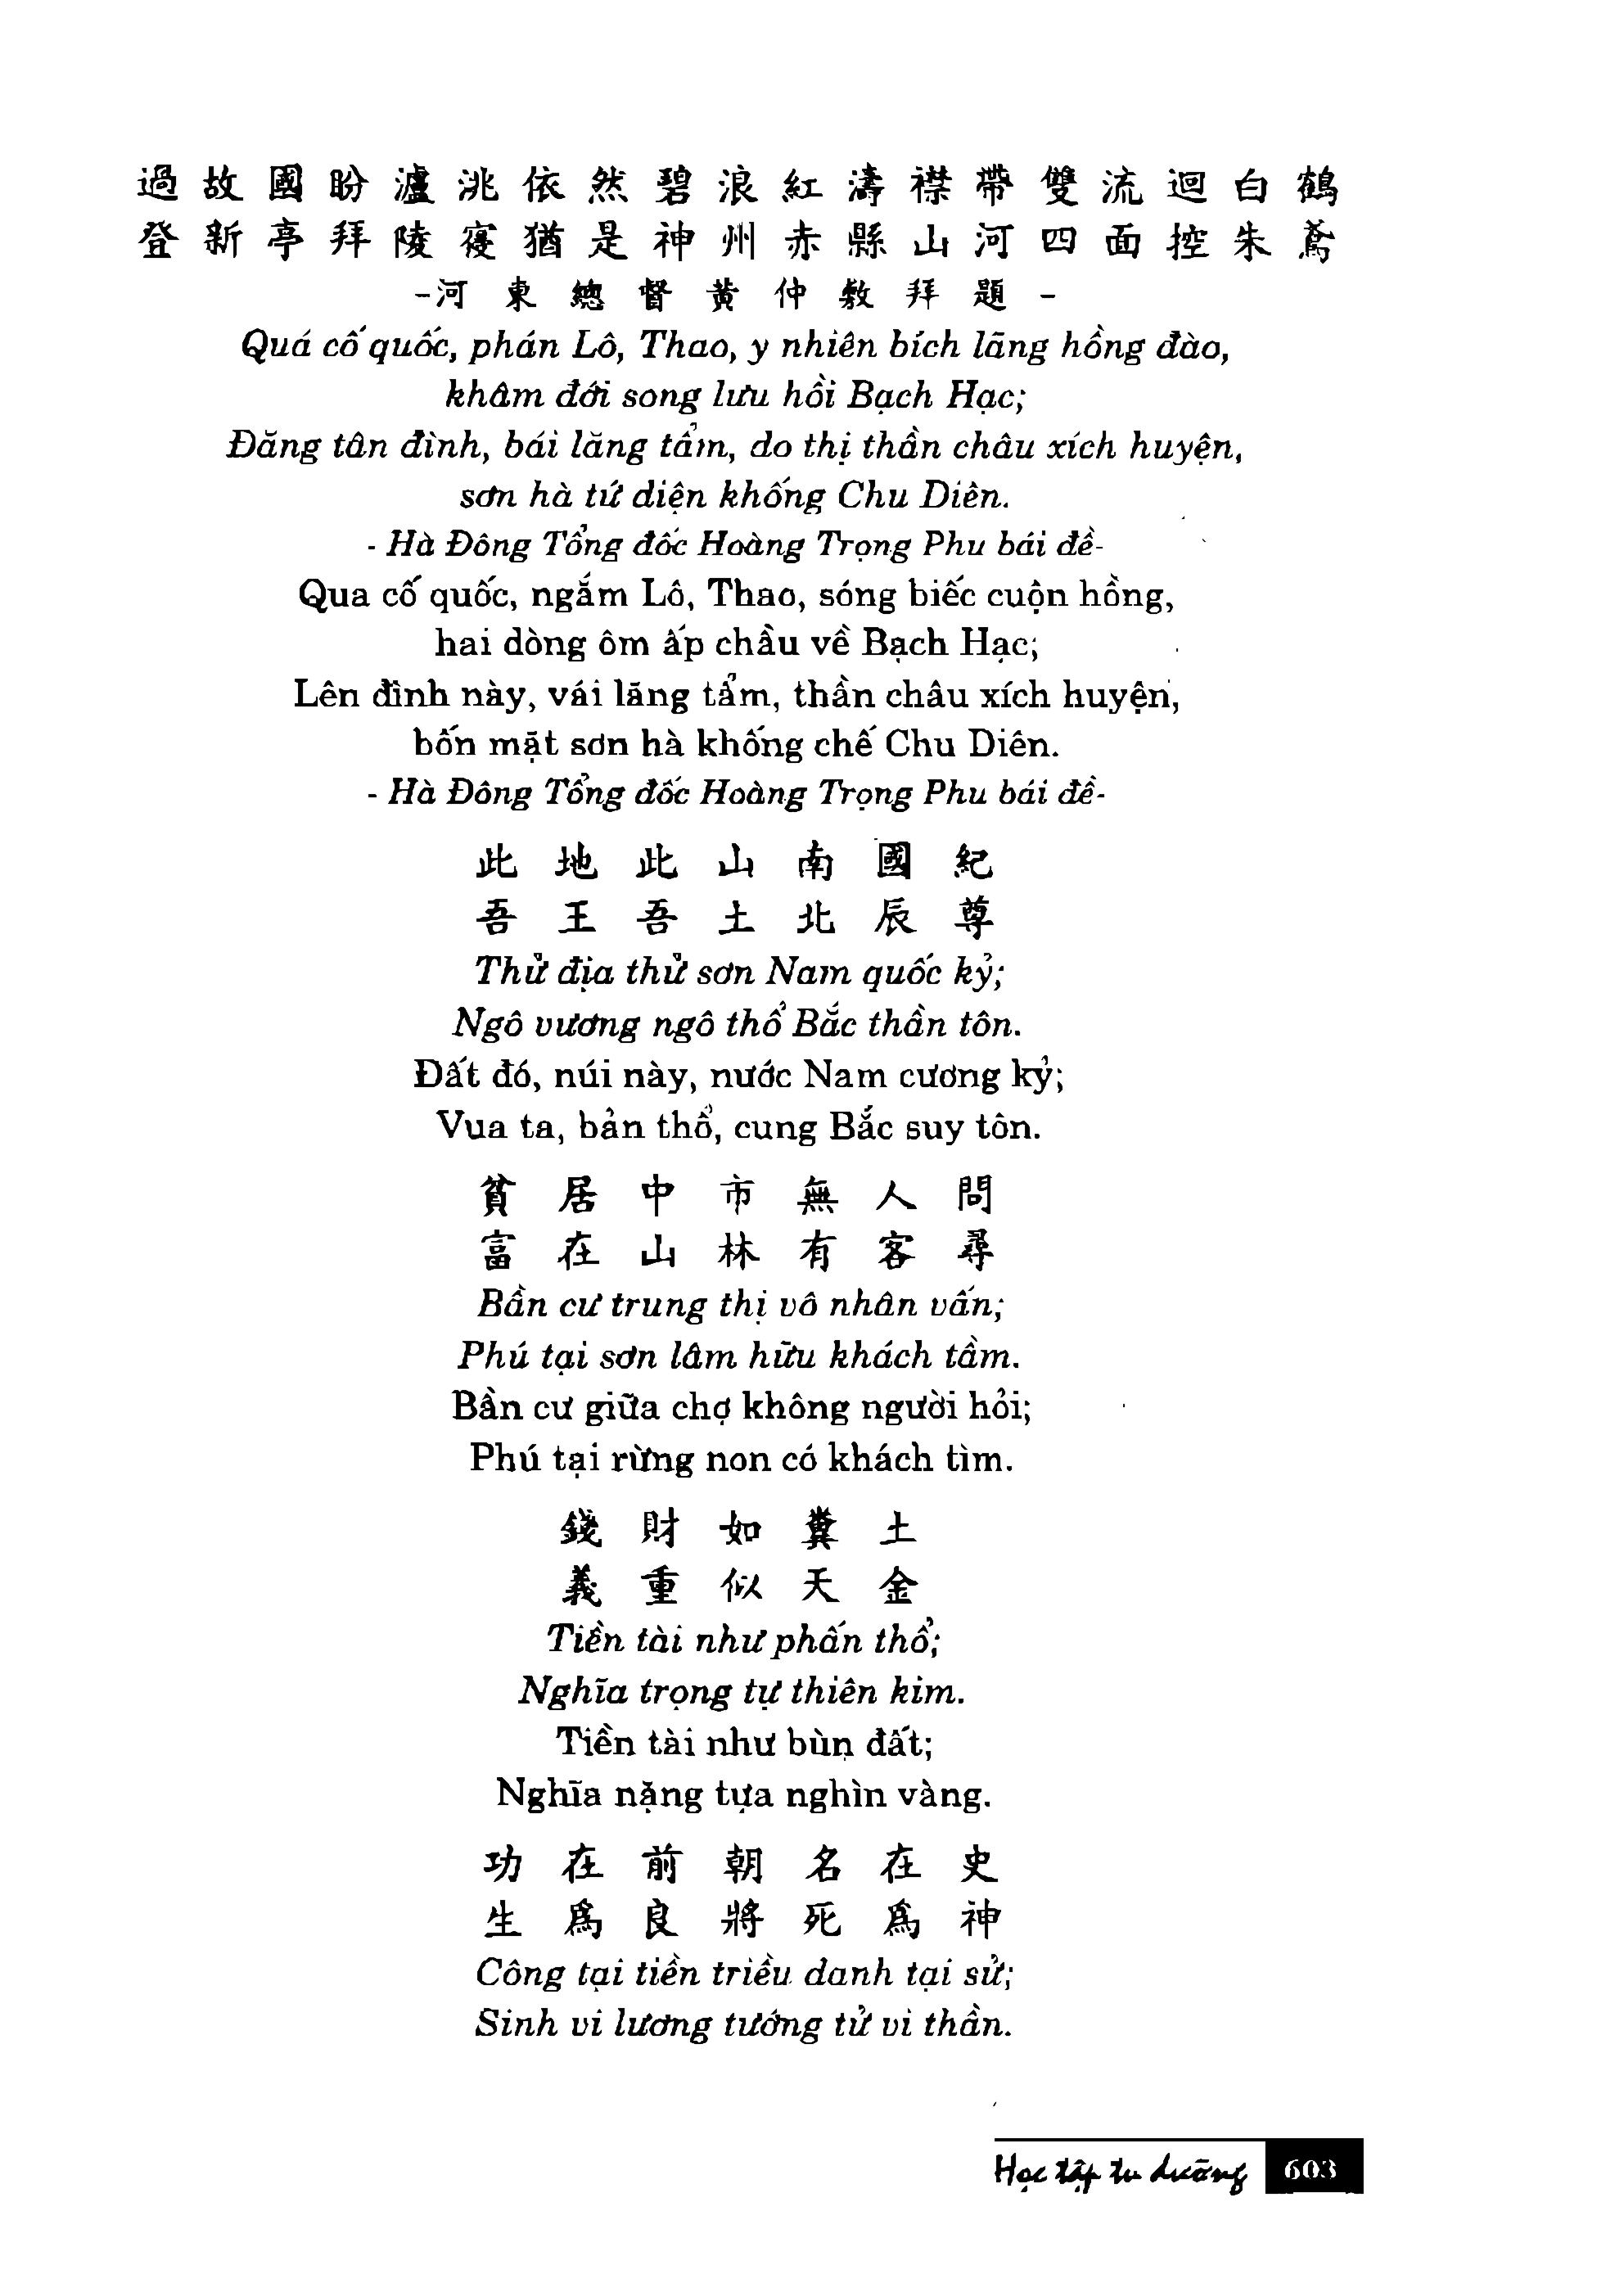 過故國盼瀘洮依然碧浪紅濤襟帶雙流迴白鶴
登新亭拜陵寑猶是神州赤縣山河四面控朱鳶
-河東總督黃仲敷拜題-
Quá cố quốc, phán Lô, Thao, y nhiên bích lãng hồng đào,
khâm đới song lưu hồi Bạch Hạc;
Đăng tân đình, bái lăng tẩm, do thị thần châu xích huyện,
sơn hà tứ diện khống Chu Diên.
- Hà Đông Tổng đốc Hoàng Trọng Phu bái đề-
Qua cố quốc, ngắm Lô, Thao, sóng biếc cuộn hồng,
hai dòng ôm ấp chầu về Bạch Hạc;
Lên đình này, vái lăng tẩm, thần châu xích huyện,
bốn mặt sơn hà khống chế Chu Diên.
- Hà Đông Tổng đốc Hoàng Trọng Phu bái đề-
此地此山南國紀
吾王吾土北辰尊
Thử địa thử sơn Nam quốc kỷ;
Ngô vương ngô thổ Bắc thần tôn.
Đất đó, núi này, nước Nam cương kỷ;
Vua ta, bản thổ, cung Bắc suy tôn.
貧居中市無人問
富在山林有客尋
Bần cư trung thị vô nhân vấn;
Phú tại sơn lâm hữu khách tầm.
Bần cư giữa chợ không người hỏi;
Phú tại rừng non có khách tìm.
錢財如糞土
義重似天金
Tiền tài như phấn thổ;
Nghĩa trọng tự thiên kim.
Tiền tài như bùn đất;
Nghĩa nặng tựa nghìn vàng.
功在前朝名在史
生爲良將死爲神
Công tại tiền triều danh tại sử;
Sinh vi lương tướng tử vi thần.
Học tập tu dưỡng 603